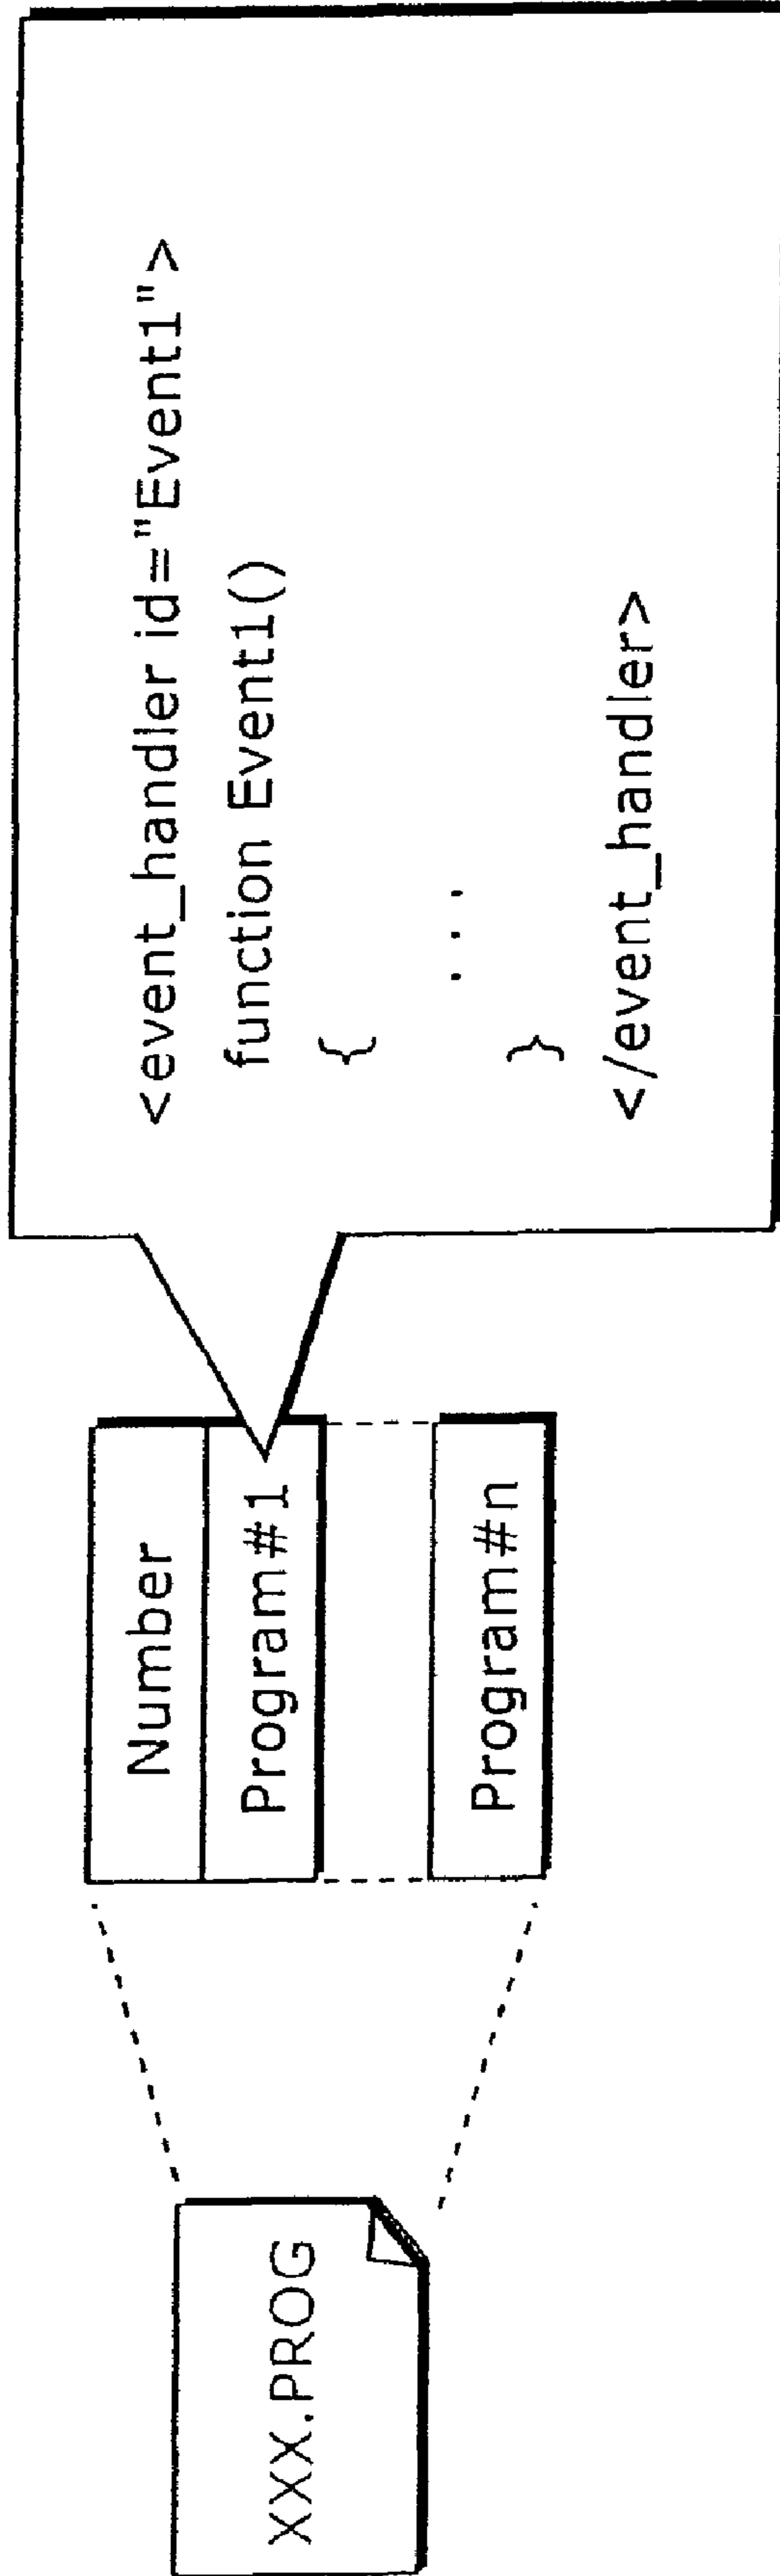 XXX.PROG
Number
Program#1
Program#n
<event_handler id="Event1">
function Event1()
{
...
}
</event_handler>